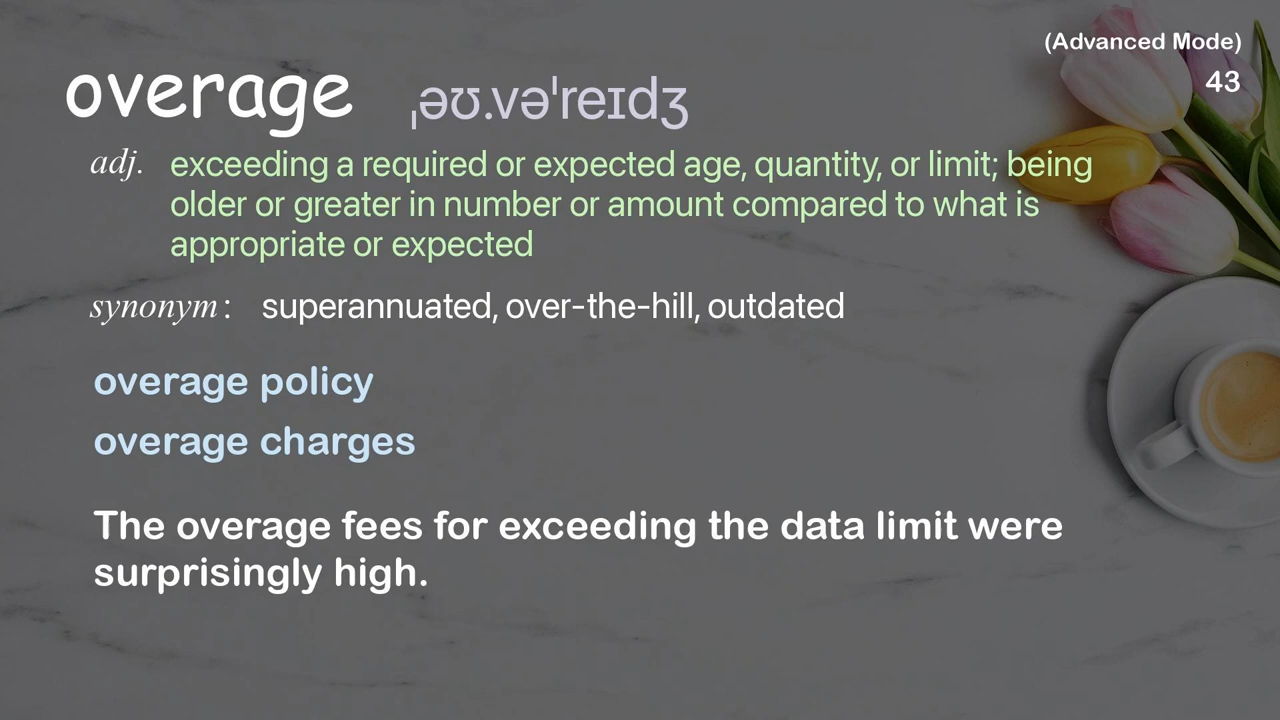 (Advanced Mode)
43
overage ˌəʊ.vəˈreɪdʒ
adj. exceeding a required or expected age, quantity, or limit; being
older or greater in number or amount compared to what is
appropriate or expected
synonym: superannuated, over-the-hill, outdated
overage policy
overage charges
The overage fees for exceeding the data limit were
surprisingly high.